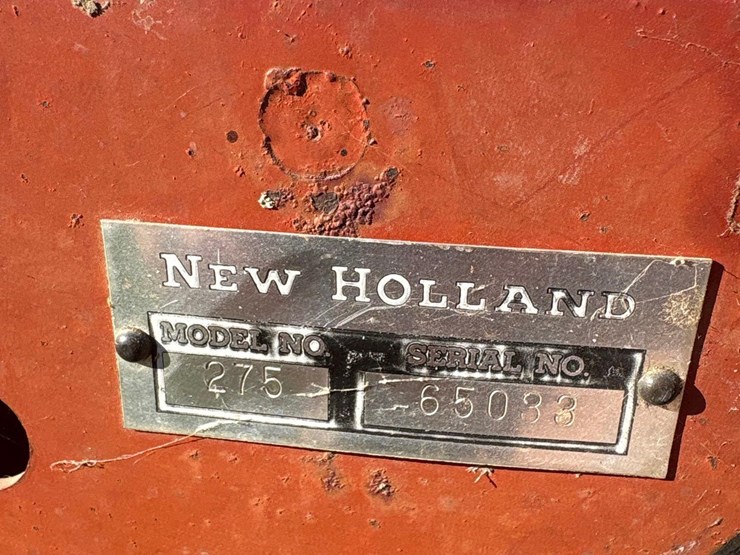 NEW HOLLAND
MODEL NO. SERIAL NO.
275 65033